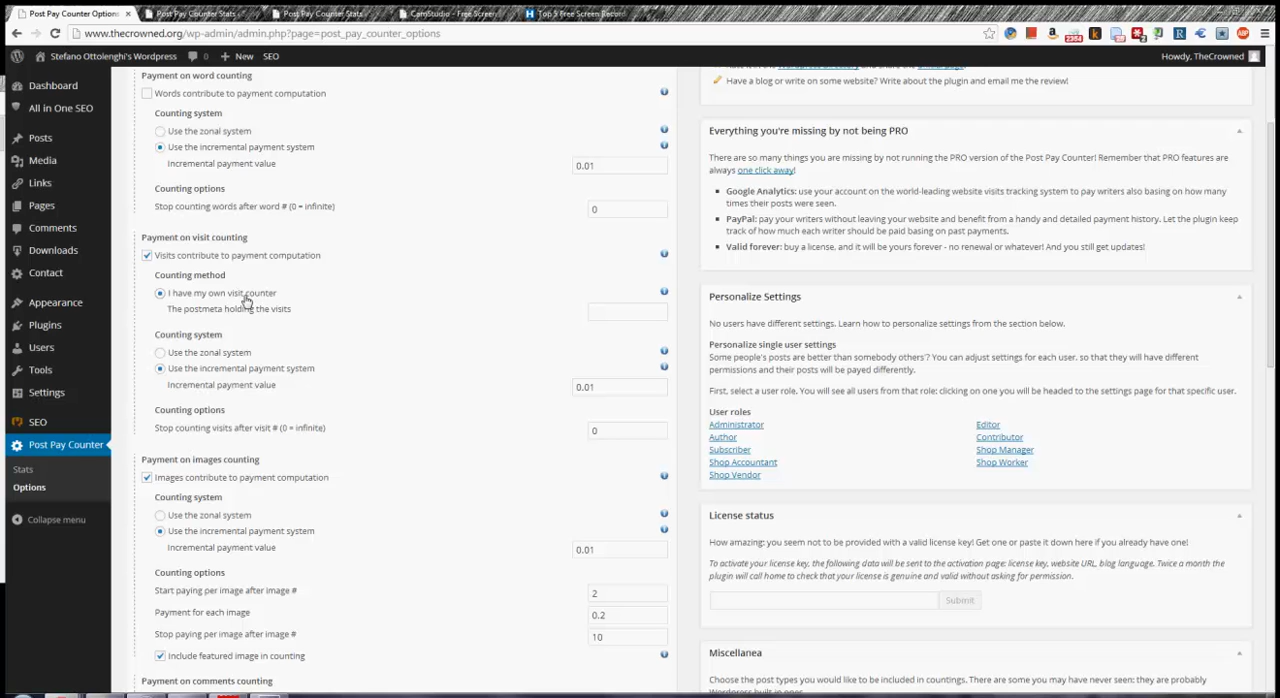 Post Pay Counter Options
Post Pay Counter Stats
Post Pay Counter Stats
CamStudio - Free Screen
Top 5 Free Screen Rec
www.thecrowned.org/wp-admin/admin.php?page=post_pay_counter_options
Stefano Ottolenghi's Wordpress
0
New
SEO
Howdy, TheCrowned
Dashboard
All in One SEO
Posts
Media
Links
Pages
Comments
Downloads
Contact
Appearance
Plugins
Users
Tools
Settings
SEO
Post Pay Counter
Stats
Options
Collapse menu
Payment on word counting
Words contribute to payment computation
Counting system
Use the zonal system
Use the incremental payment system
Incremental payment value
0.01
Counting options
Stop counting words after word # (0 = infinite)
0
Payment on visit counting
Visits contribute to payment computation
Counting method
I have my own visit counter
The postmeta holding the visits
Counting system
Use the zonal system
Use the incremental payment system
Incremental payment value
0.01
Counting options
Stop counting visits after visit # (0 = infinite)
0
Payment on images counting
Images contribute to payment computation
Counting system
Use the zonal system
Use the incremental payment system
Incremental payment value
0.01
Counting options
Start paying per image after image #
2
Payment for each image
0.2
Stop paying per image after image #
10
Include featured image in counting
Payment on comments counting
Have a blog or write on some website? Write about the plugin and email me the review!
Everything you're missing by not being PRO
There are so many things you are missing by not running the PRO version of the Post Pay Counter! Remember that PRO features are
always one click away!
Google Analytics: use your account on the world-leading website visits tracking system to pay writers also basing on how many
times their posts were seen.
PayPal: pay your writers without leaving your website and benefit from a handy and detailed payment history. Let the plugin keep
track of how much each writer should be paid basing on past payments.
Valid forever: buy a license, and it will be yours forever - no renewal or whatever! And you still get updates!
Personalize Settings
No users have different settings. Learn how to personalize settings from the section below.
Personalize single user settings
Some people's posts are better than somebody others'? You can adjust settings for each user. so that they will have different
permissions and their posts will be payed differently.
First, select a user role. You will see all users from that role: clicking on one you will be headed to the settings page for that specific user.
User roles
Administrator
Editor
Author
Contributor
Subscriber
Shop Manager
Shop Accountant
Shop Worker
Shop Vendor
License status
How amazing: you seem not to be provided with a valid license key! Get one or paste it down here if you already have one!
To activate your license key, the following data will be sent to the activation page: license key, website URL, blog language. Twice a month the
plugin will call home to check that your license is genuine and valid without asking for permission.
Submit
Miscellanea
Choose the post types you would like to be included in countings. There are some you may have never seen: they are probably